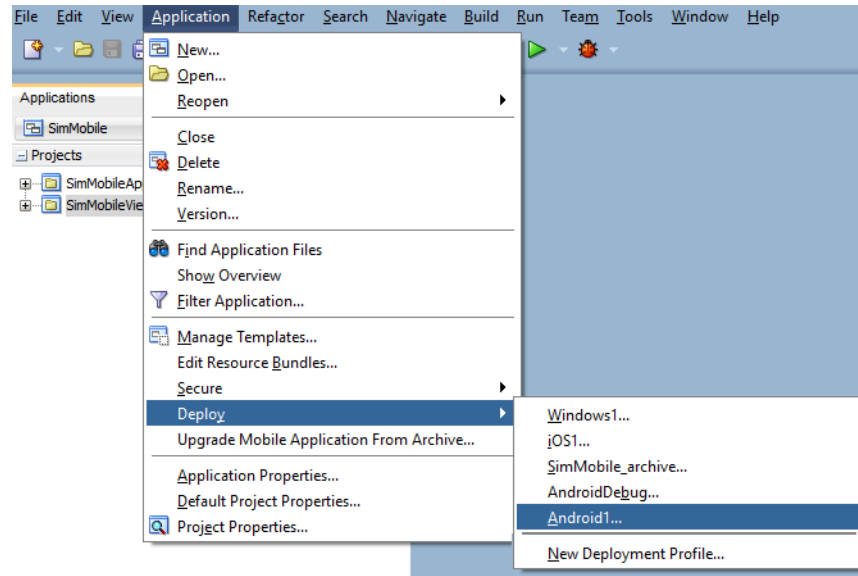 File Edit View Application Refactor Search Navigate Build Run Team Tools Window Help
New...
Open...
Applications
Reopen
SimMobile
Close
Projects
Delete
SimMobileAp
Rename...
SimMobileVie
Version...
Find Application Files
Show Overview
Filter Application...
Manage Templates...
Edit Resource Bundles...
Secure
Deploy
Windows1...
Upgrade Mobile Application From Archive...
iOS1...
SimMobile_archive...
Application Properties...
AndroidDebug...
Default Project Properties...
Android1...
Project Properties...
New Deployment Profile...